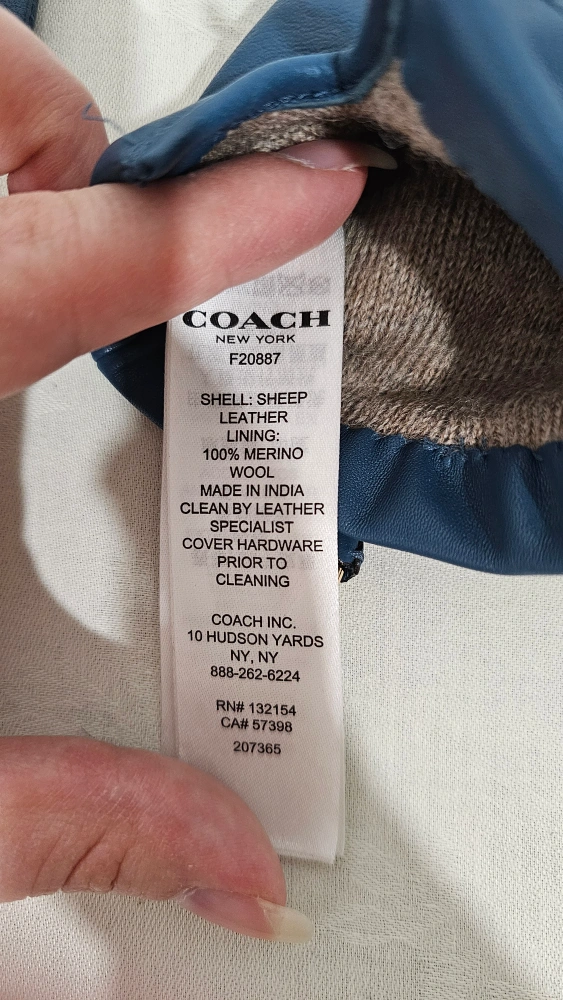 COACH
NEW YORK
F20887
SHELL: SHEEP
LEATHER
LINING:
100% MERINO
WOOL
MADE IN INDIA
CLEAN BY LEATHER
SPECIALIST
COVER HARDWARE
PRIOR TO
CLEANING
COACH INC.
10 HUDSON YARDS
NY, NY
888-262-6224
RN# 132154
CA# 57398
207365